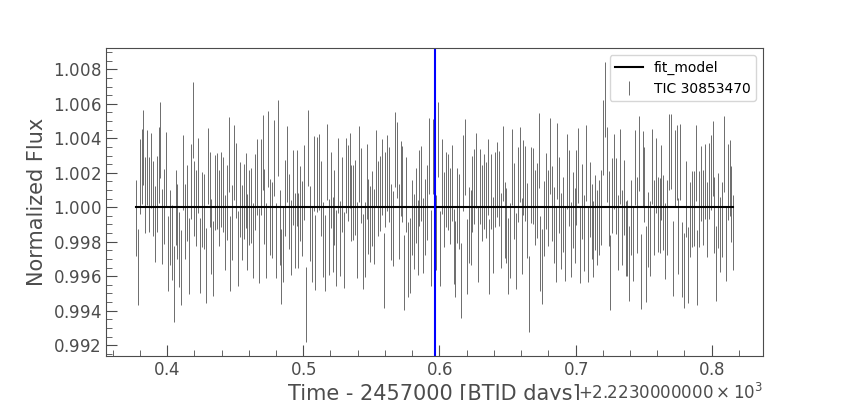 1.008
1.006
1.004
1.002
1.000
0.998
0.996
0.994
0.992
Normalized Flux
fit_model
TIC 30853470
0.4 0.5 0.6 0.7 0.8
Time - 2457000 [BTJD days]
+2.2230000000 × 10³